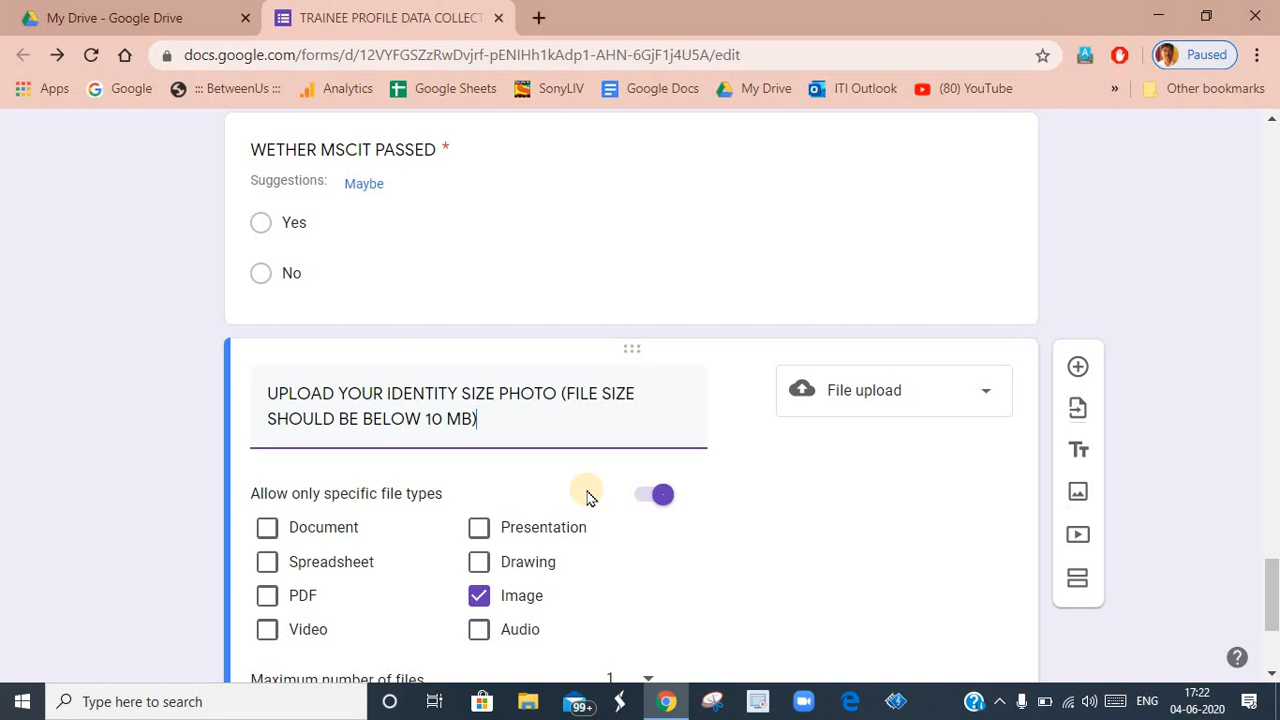 My Drive - Google Drive
TRAINEE PROFILE DATA COLLECT
docs.google.com/forms/d/12VYFGSZzRwDvjrf-pENIHh1kAdp1-AHN-6GjF1j4U5A/edit
Paused
Apps
Google
::: BetweenUs :::
Analytics
Google Sheets
SonyLIV
Google Docs
My Drive
ITI Outlook
(80) YouTube
»
Other bookmarks
WETHER MSCIT PASSED *
Suggestions: Maybe
Yes
No
UPLOAD YOUR IDENTITY SIZE PHOTO (FILE SIZE
SHOULD BE BELOW 10 MB)
File upload
Allow only specific file types
Document
Presentation
Spreadsheet
Drawing
PDF
Image
Video
Audio
Maximum number of files
1
Type here to search
99+
ENG
17:22
04-06-2020